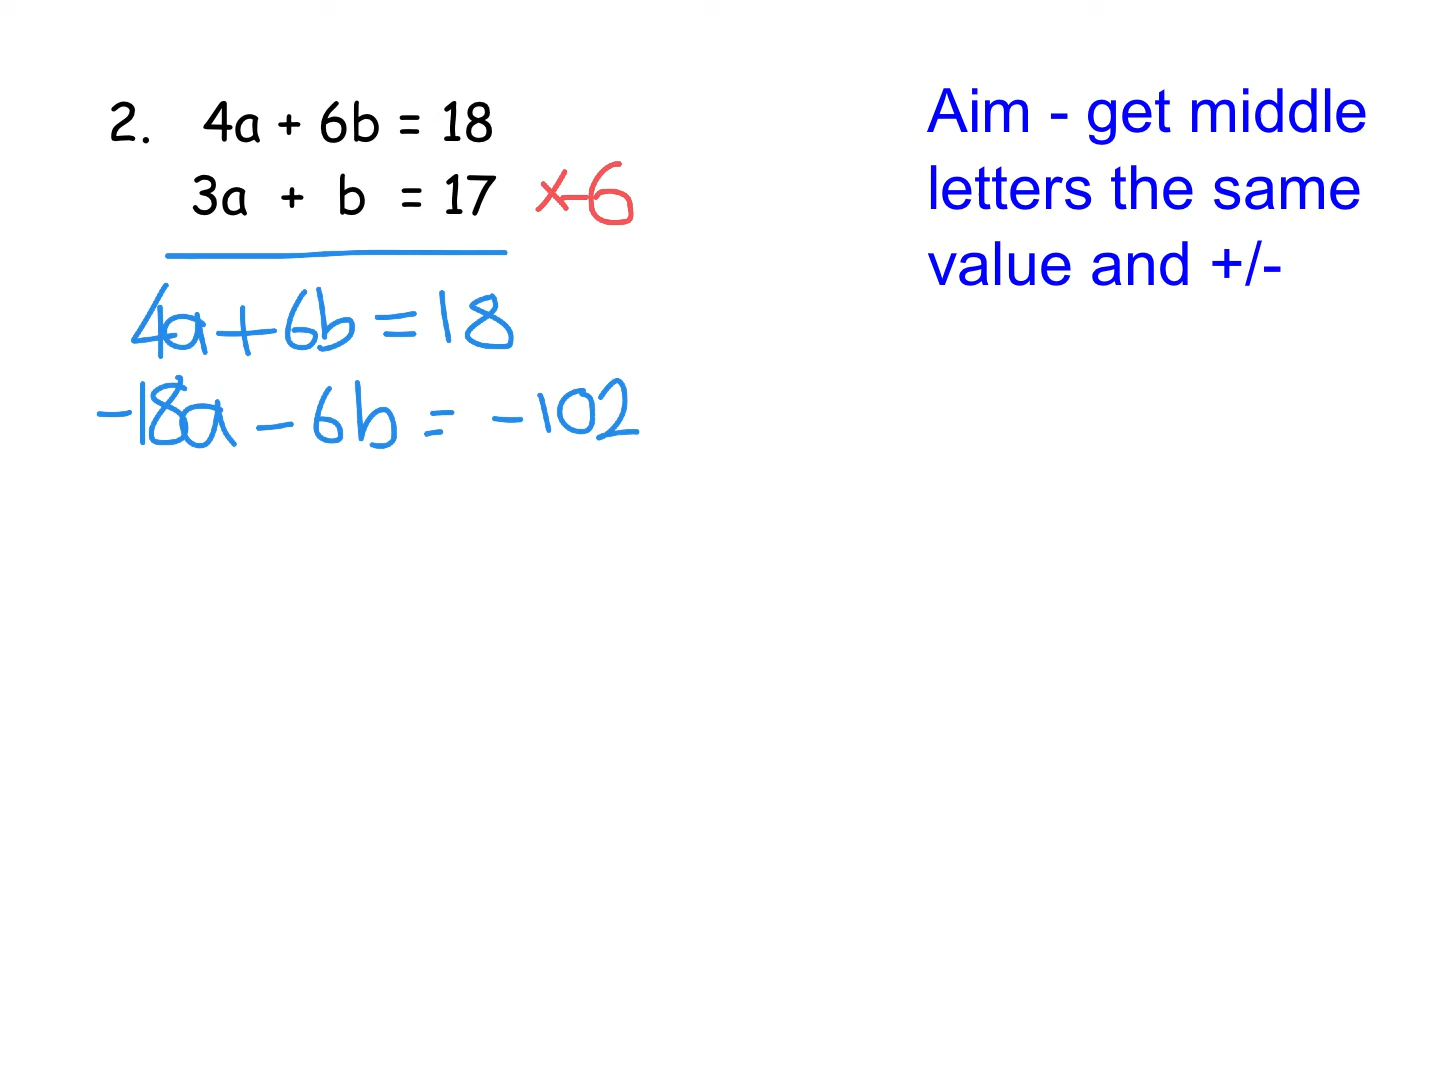 2. 4a + 6b = 18
3a + b = 17 ×-6
4a + 6b = 18
-18a - 6b = -102
Aim - get middle
letters the same
value and +/-